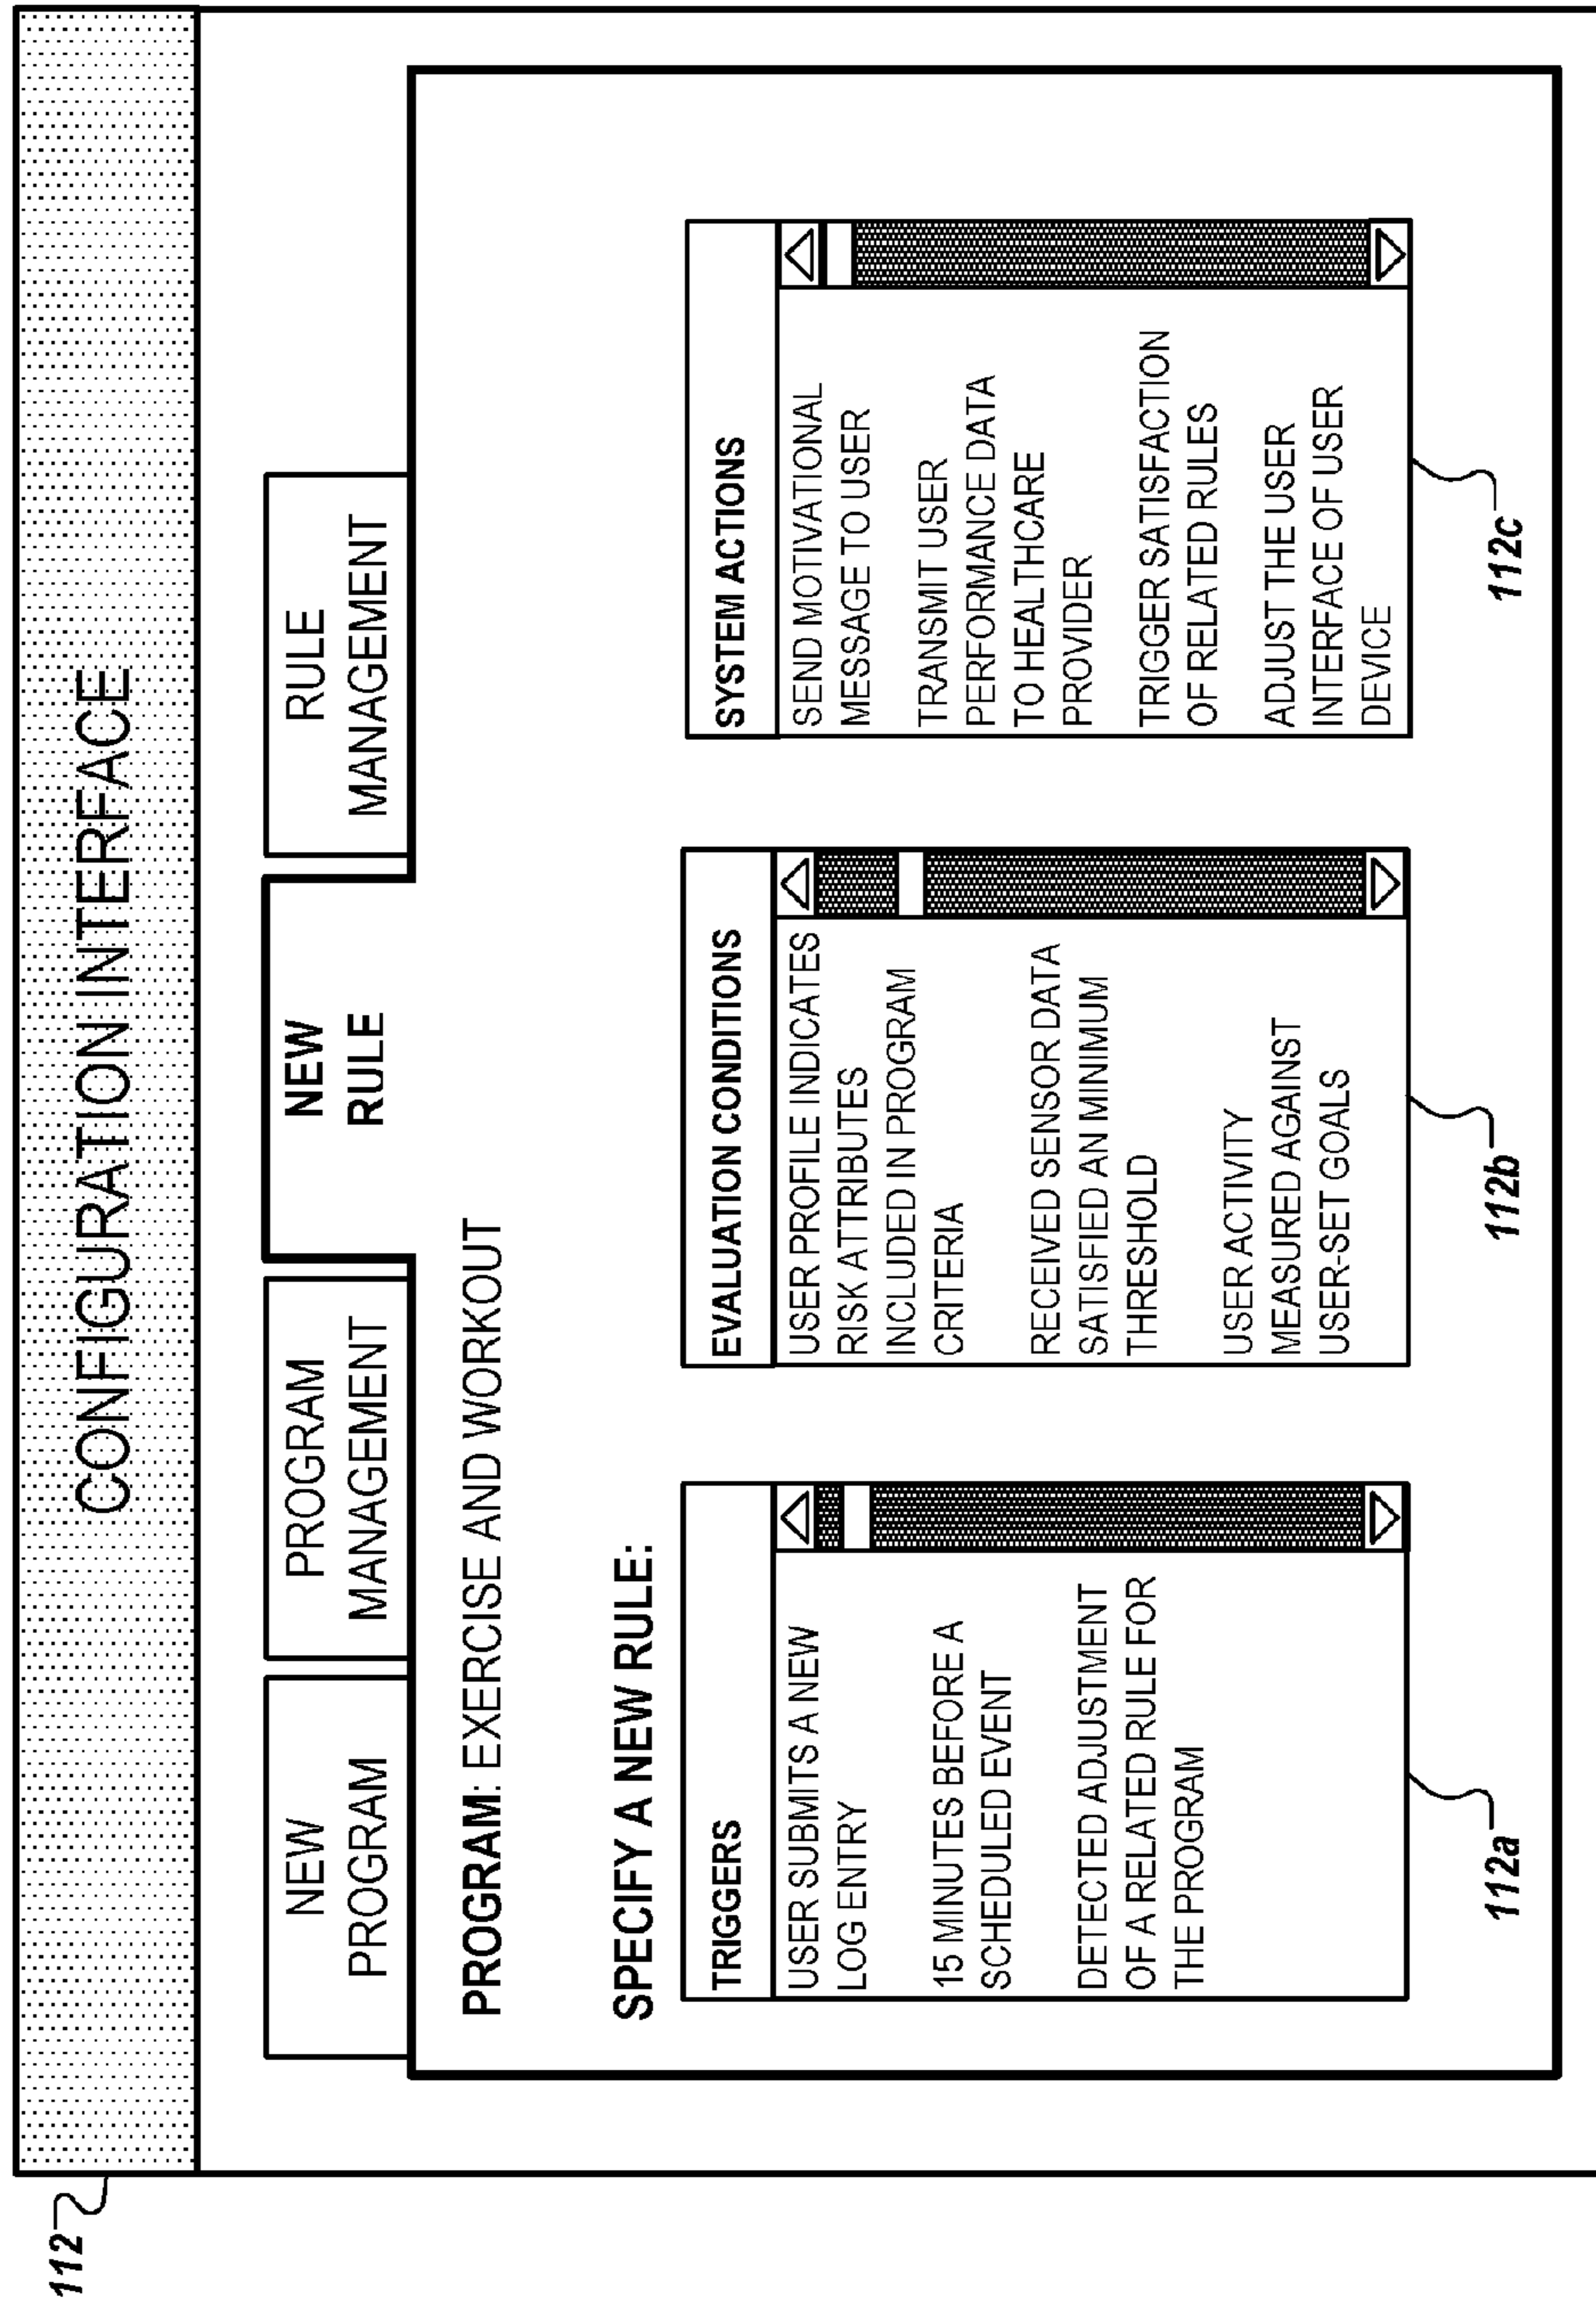 112
CONFIGURATION INTERFACE
NEW
PROGRAM
PROGRAM
MANAGEMENT
NEW
RULE
RULE
MANAGEMENT
PROGRAM: EXERCISE AND WORKOUT
SPECIFY A NEW RULE:
TRIGGERS
USER SUBMITS A NEW
LOG ENTRY
15 MINUTES BEFORE A
SCHEDULED EVENT
DETECTED ADJUSTMENT
OF A RELATED RULE FOR
THE PROGRAM
112a
EVALUATION CONDITIONS
USER PROFILE INDICATES
RISK ATTRIBUTES
INCLUDED IN PROGRAM
CRITERIA
RECEIVED SENSOR DATA
SATISFIED AN MINIMUM
THRESHOLD
USER ACTIVITY
MEASURED AGAINST
USER-SET GOALS
112b
SYSTEM ACTIONS
SEND MOTIVATIONAL
MESSAGE TO USER
TRANSMIT USER
PERFORMANCE DATA
TO HEALTHCARE
PROVIDER
TRIGGER SATISFACTION
OF RELATED RULES
ADJUST THE USER
INTERFACE OF USER
DEVICE
112c